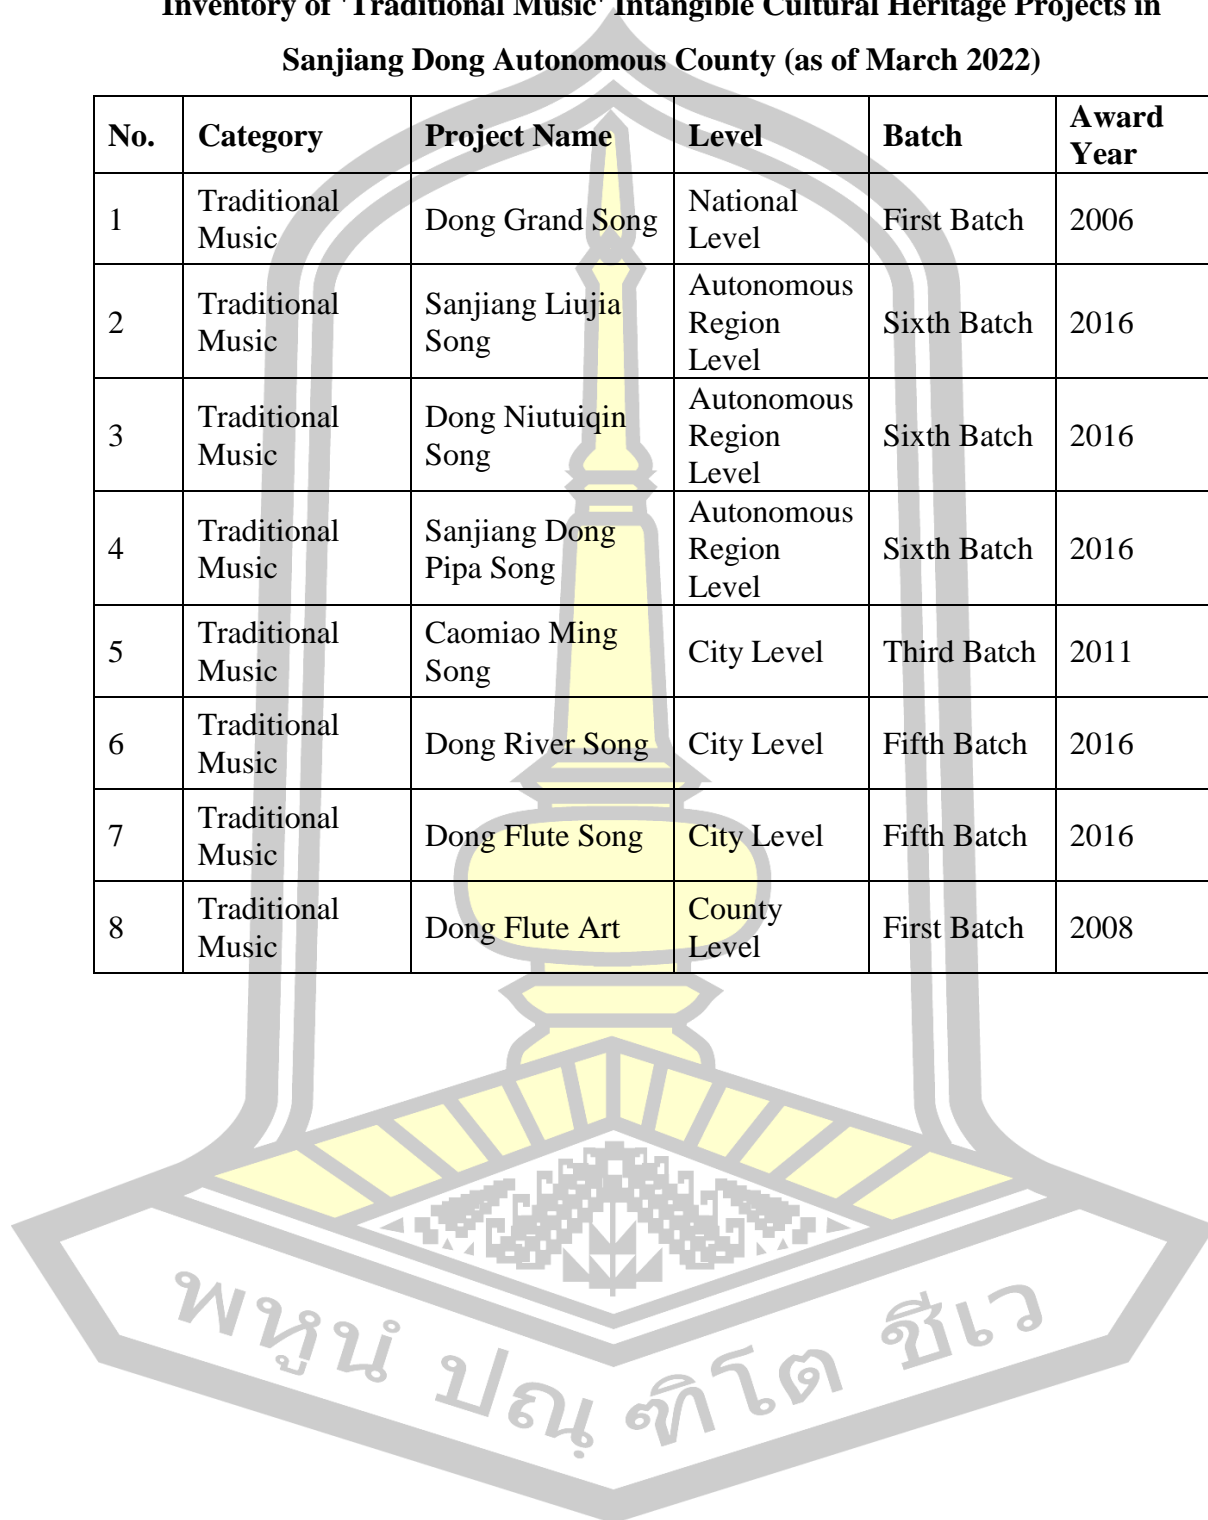 Inventory of 'Traditional Music' Intangible Cultural Heritage Projects in
Sanjiang Dong Autonomous County (as of March 2022)
No. Category Project Name Level Batch Award Year
1 Traditional Music Dong Grand Song National Level First Batch 2006
2 Traditional Music Sanjiang Liujia Song Autonomous Region Level Sixth Batch 2016
3 Traditional Music Dong Niutuiqin Song Autonomous Region Level Sixth Batch 2016
4 Traditional Music Sanjiang Dong Pipa Song Autonomous Region Level Sixth Batch 2016
5 Traditional Music Caomiao Ming Song City Level Third Batch 2011
6 Traditional Music Dong River Song City Level Fifth Batch 2016
7 Traditional Music Dong Flute Song City Level Fifth Batch 2016
8 Traditional Music Dong Flute Art County Level First Batch 2008
พหูนํ ปณฺฑิโต ชีเว